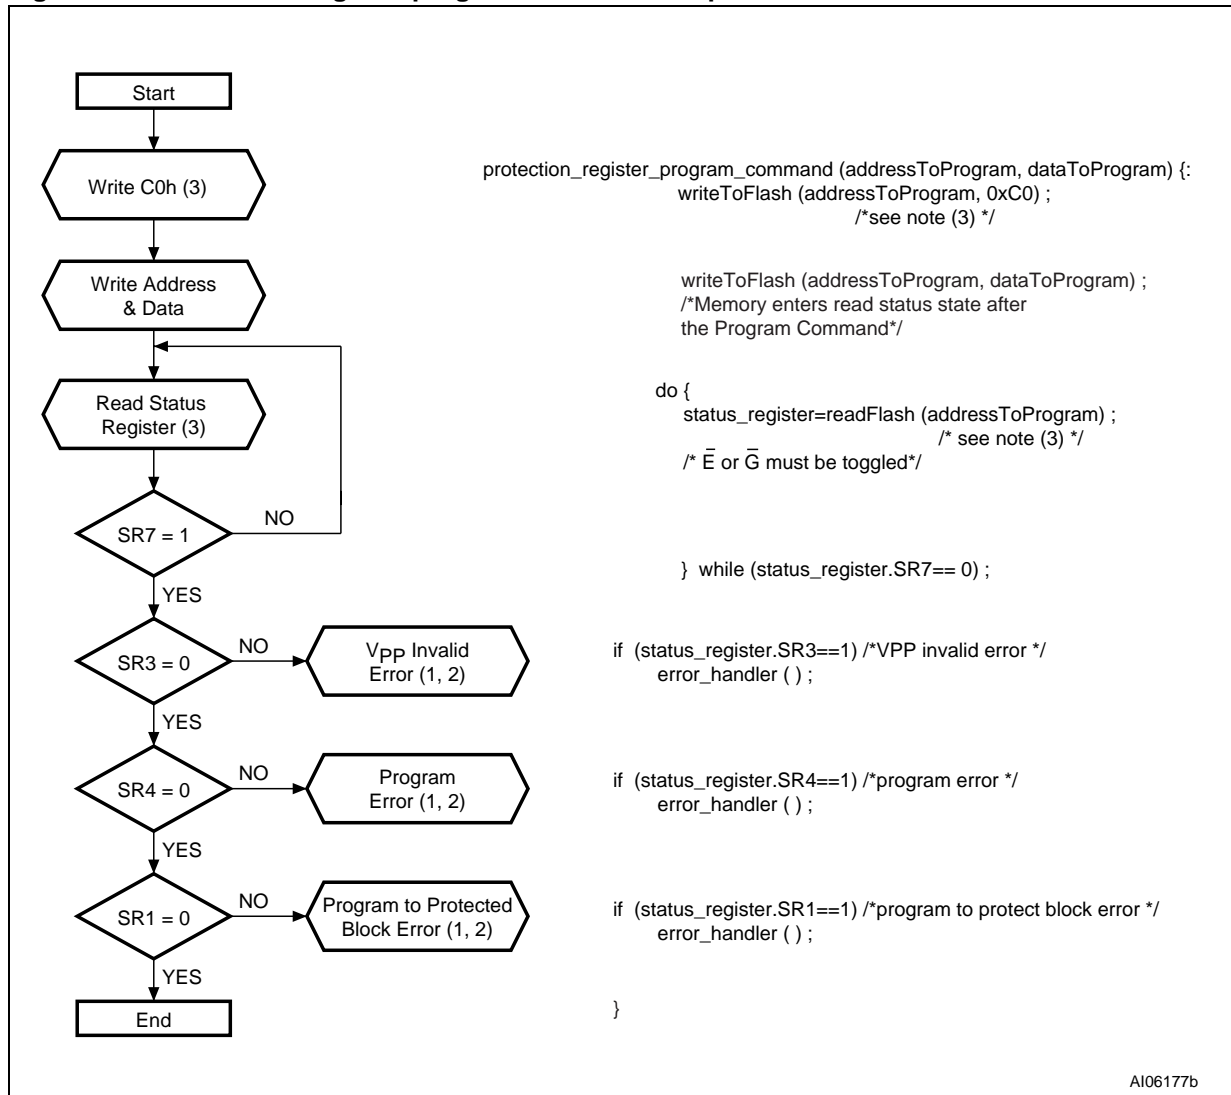 Start
Write C0h (3)
Write Address
& Data
Read Status
Register (3)
SR7 = 1
NO
YES
SR3 = 0
NO
VPP Invalid
Error (1, 2)
YES
SR4 = 0
NO
Program
Error (1, 2)
YES
SR1 = 0
NO
Program to Protected
Block Error (1, 2)
YES
End
protection_register_program_command (addressToProgram, dataToProgram) {:
writeToFlash (addressToProgram, 0xC0) ;
/*see note (3) */
writeToFlash (addressToProgram, dataToProgram) ;
/*Memory enters read status state after
the Program Command*/
do {
status_register=readFlash (addressToProgram) ;
/* see note (3) */
/* E̅ or G̅ must be toggled*/
} while (status_register.SR7== 0) ;
if (status_register.SR3==1) /*VPP invalid error */
error_handler ( ) ;
if (status_register.SR4==1) /*program error */
error_handler ( ) ;
if (status_register.SR1==1) /*program to protect block error */
error_handler ( ) ;
}
AI06177b